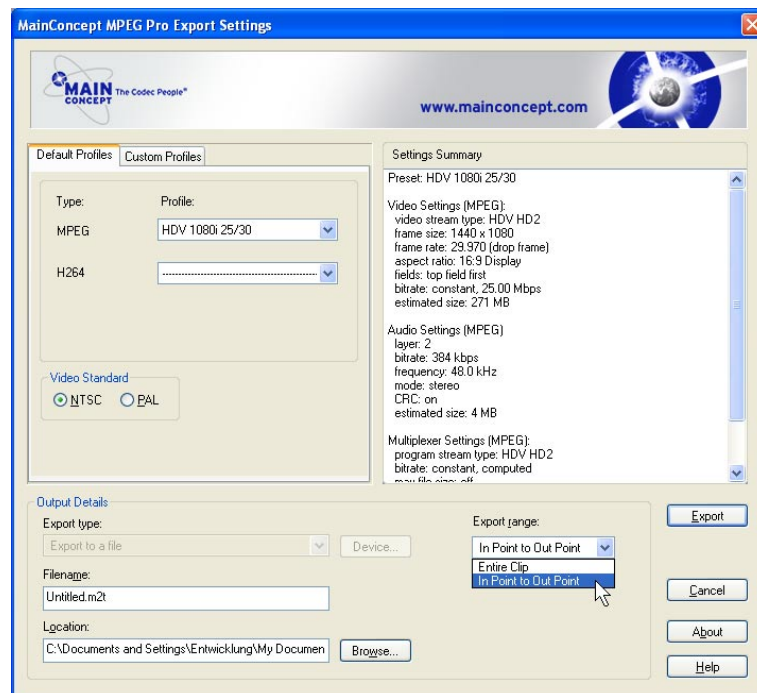 MainConcept MPEG Pro Export Settings
MAIN CONCEPT The Codec People®
www.mainconcept.com
Default Profiles
Custom Profiles
Type:
Profile:
MPEG
HDV 1080i 25/30
H264
Video Standard
NTSC
PAL
Settings Summary
Preset: HDV 1080i 25/30
Video Settings (MPEG):
video stream type: HDV HD2
frame size: 1440 x 1080
frame rate: 29.970 (drop frame)
aspect ratio: 16:9 Display
fields: top field first
bitrate: constant, 25.00 Mbps
estimated size: 271 MB
Audio Settings (MPEG)
layer: 2
bitrate: 384 kbps
frequency: 48.0 kHz
mode: stereo
CRC: on
estimated size: 4 MB
Multiplexer Settings (MPEG):
program stream type: HDV HD2
bitrate: constant, computed
max file size: off
Output Details
Export type:
Export to a file
Device...
Filename:
Untitled.m2t
Location:
C:\Documents and Settings\Entwicklung\My Documen
Browse...
Export range:
In Point to Out Point
Entire Clip
In Point to Out Point
Export
Cancel
About
Help